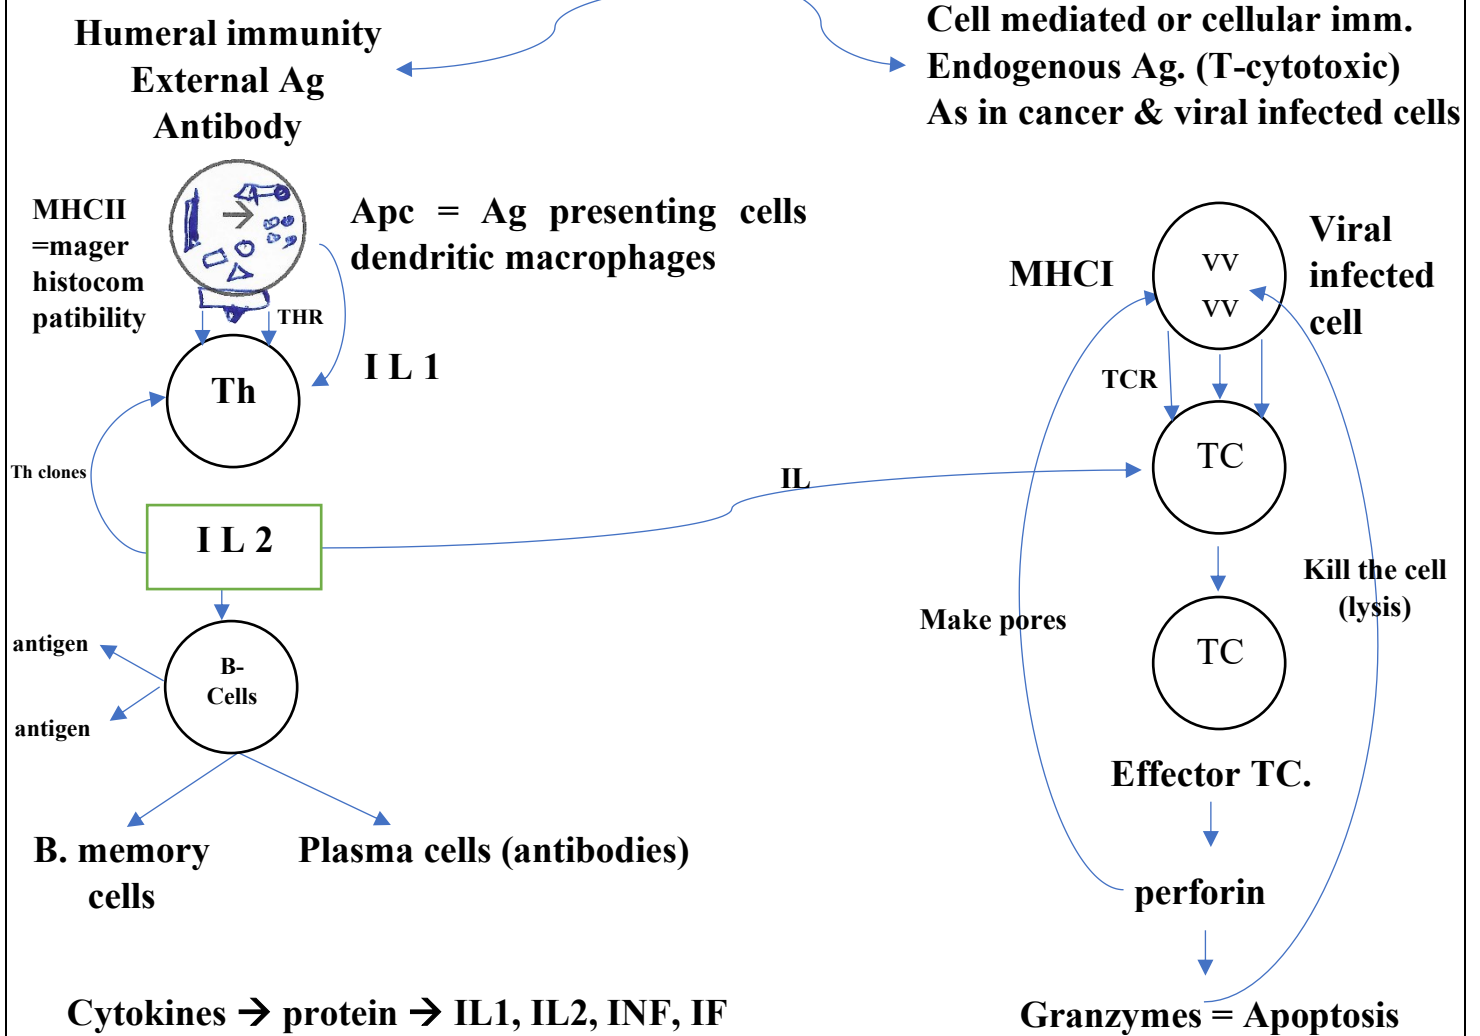 Humeral immunity
External Ag
Antibody
Cell mediated or cellular imm.
Endogenous Ag. (T-cytotoxic)
As in cancer & viral infected cells
MHCII
=mager
histocom
patibility
Apc = Ag presenting cells
dendritic macrophages
THR
I L 1
Th
Th clones
I L 2
IL
antigen
antigen
B-
Cells
B. memory
cells
Plasma cells (antibodies)
Cytokines → protein → IL1, IL2, INF, IF
MHCI
vv
vv
Viral
infected
cell
TCR
TC
Make pores
Kill the cell
(lysis)
TC
Effector TC.
perforin
Granzymes = Apoptosis